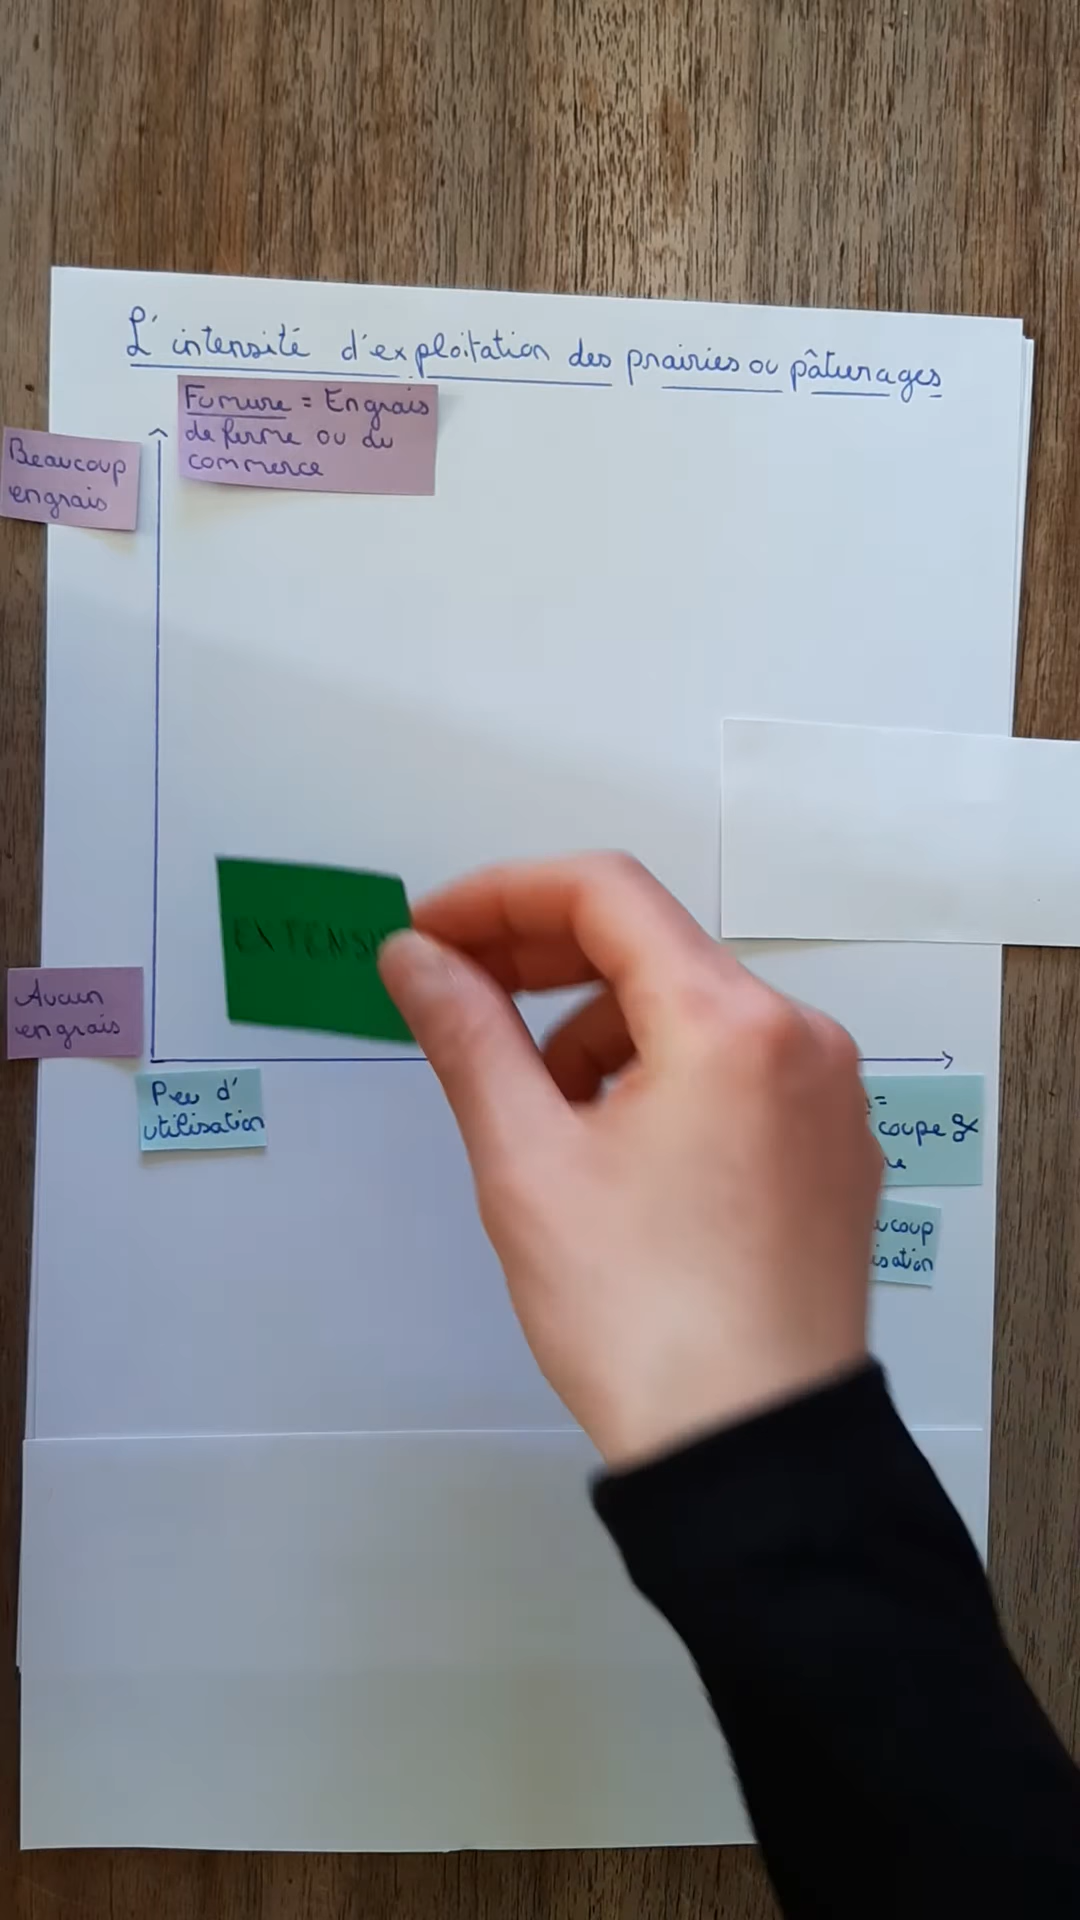 L'intensité d'exploitation des prairies ou pâturages
Fumure = Engrais
de ferme ou du
commerce
Beaucoup
engrais
EXTENSI
Aucun
engrais
Peu d'
utilisation
=
coupe